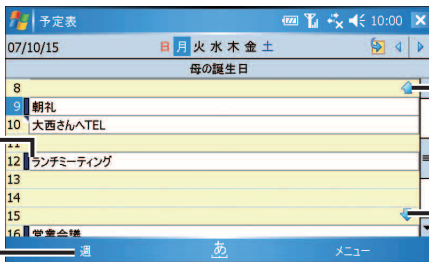 予定表 10:00
07/10/15 日 月 火 水 木 金 土
母の誕生日
8
9 朝礼
10 大西さんへTEL
11
12 ランチミーティング
13
14
15
16 営業会議
週 あ メニュー